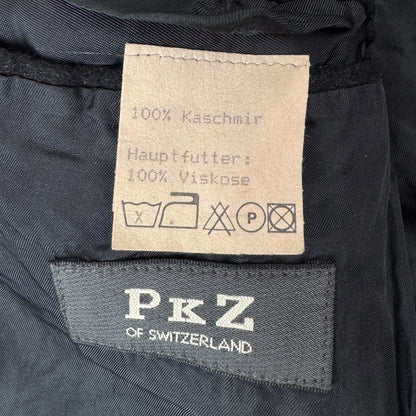 100% Kaschmir
Hauptfutter:
100% Viskose
P
PKZ
OF SWITZERLAND